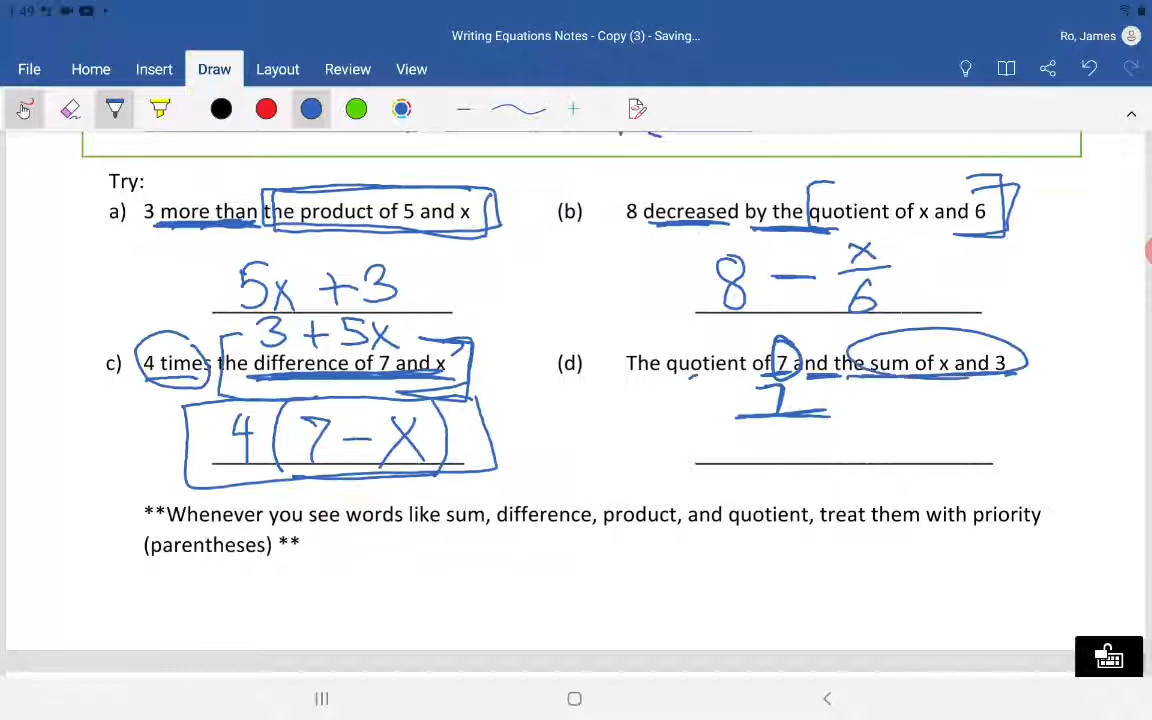 1:49
Writing Equations Notes - Copy (3) - Saving...
Ro, James
File Home Insert Draw Layout Review View
Try:
a) 3 more than the product of 5 and x
(b) 8 decreased by the quotient of x and 6
5x + 3
8 - x/6
3 + 5x
c) 4 times the difference of 7 and x
(d) The quotient of 7 and the sum of x and 3
7
4(7 - x)
**Whenever you see words like sum, difference, product, and quotient, treat them with priority
(parentheses) **